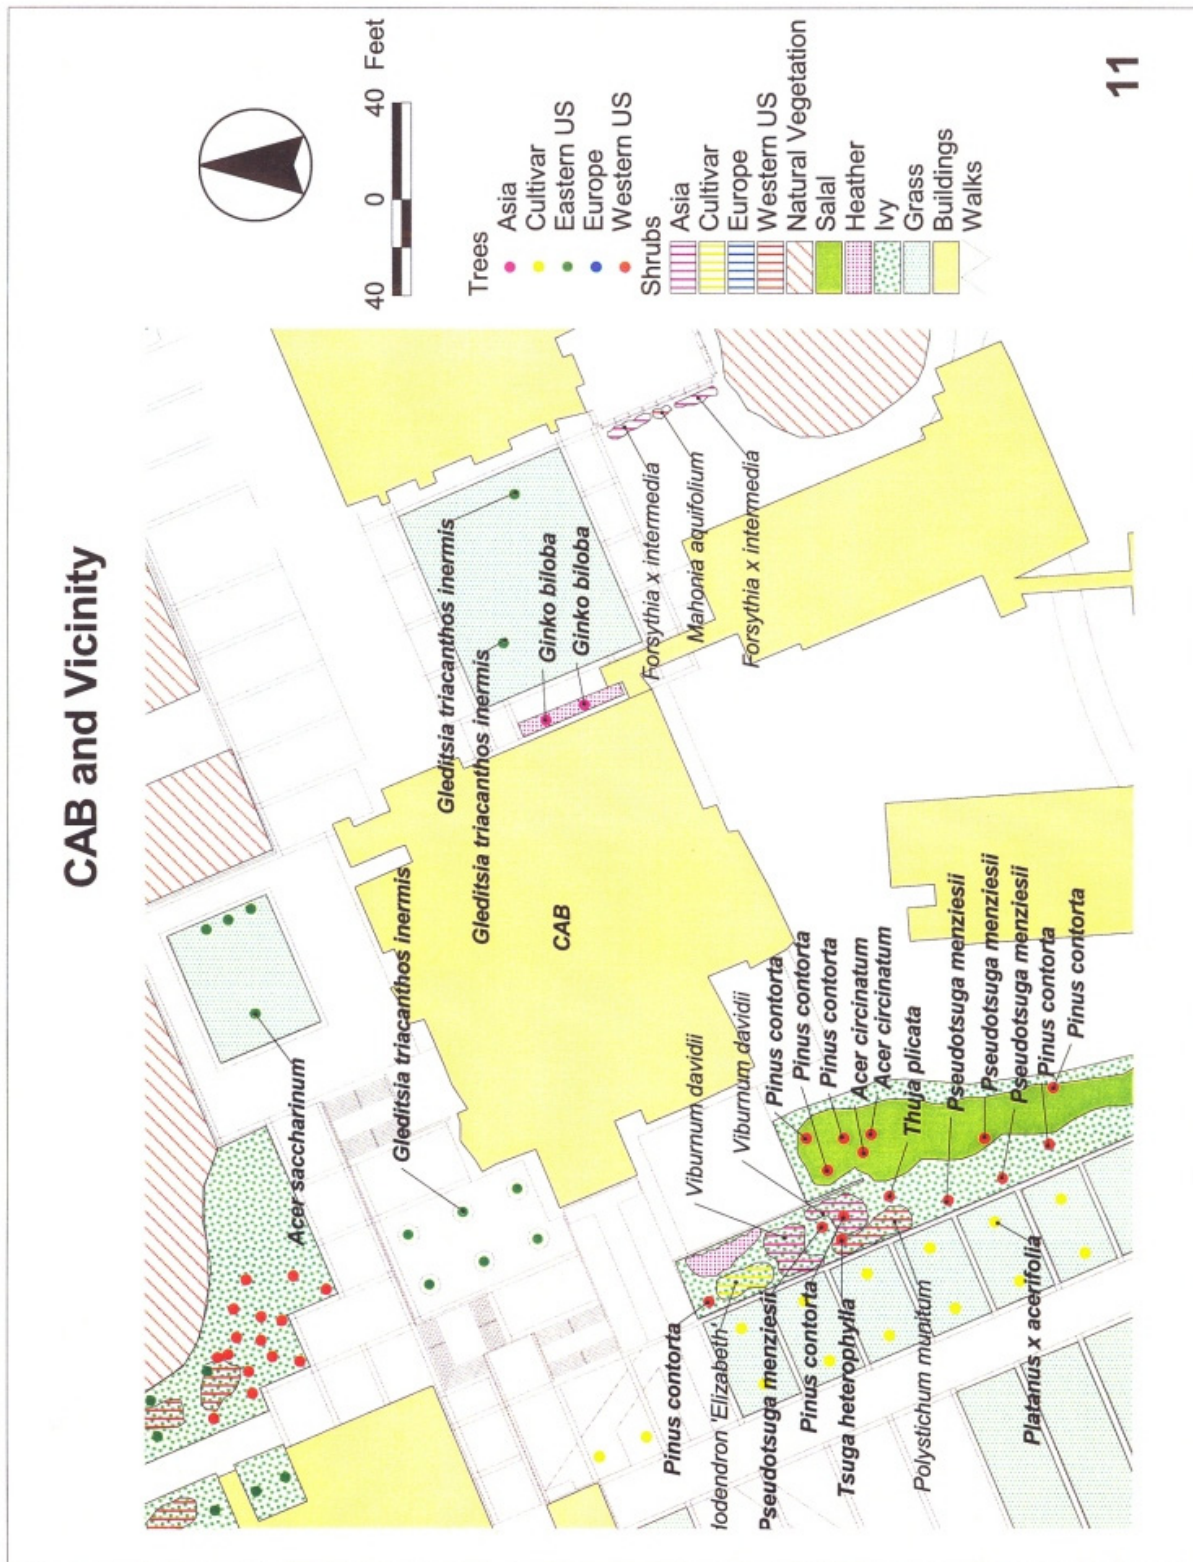 CAB and Vicinity
40 0 40 Feet
Trees
Asia
Cultivar
Eastern US
Europe
Western US
Shrubs
Asia
Cultivar
Europe
Western US
Natural Vegetation
Salal
Heather
Ivy
Grass
Buildings
Walks
11
Acer saccharinum
Gleditsia triacanthos inermis
Gleditsia triacanthos inermis
Gleditsia triacanthos inermis
Ginko biloba
Ginko biloba
CAB
Forsythia x intermedia
Mahonia aquifolium
Forsythia x intermedia
Viburnum davidii
Viburnum davidii
Pinus contorta
Pinus contorta
Pinus contorta
Acer circinatum
Acer circinatum
Thuja plicata
Pseudotsuga menziesii
Pseudotsuga menziesii
Pseudotsuga menziesii
Pinus contorta
Pinus contorta
Pinus contorta
lodendron 'Elizabeth'
Pseudotsuga menziesii
Pinus contorta
Tsuga heterophylla
Polystichum munitum
Platanus x acerifolia